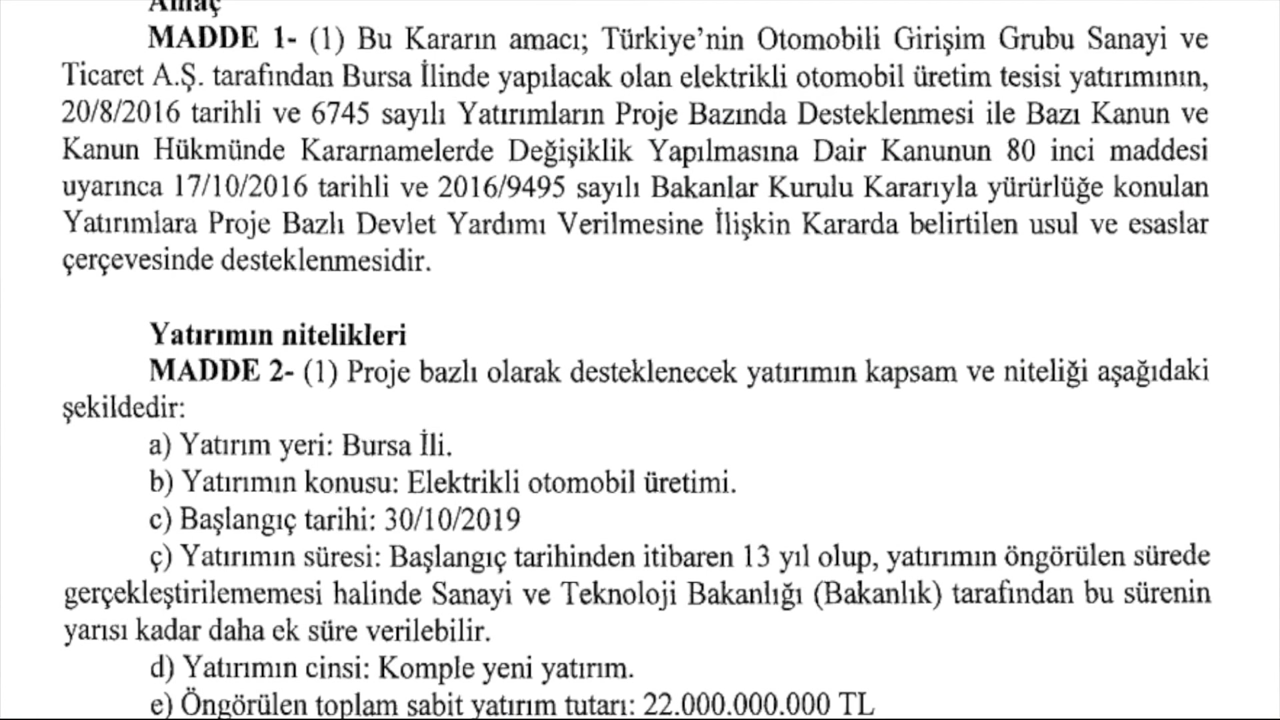 Amaç
MADDE 1- (1) Bu Kararın amacı; Türkiye’nin Otomobili Girişim Grubu Sanayi ve
Ticaret A.Ş. tarafından Bursa İlinde yapılacak olan elektrikli otomobil üretim tesisi yatırımının,
20/8/2016 tarihli ve 6745 sayılı Yatırımların Proje Bazında Desteklenmesi ile Bazı Kanun ve
Kanun Hükmünde Kararnamelerde Değişiklik Yapılmasına Dair Kanunun 80 inci maddesi
uyarınca 17/10/2016 tarihli ve 2016/9495 sayılı Bakanlar Kurulu Kararıyla yürürlüğe konulan
Yatırımlara Proje Bazlı Devlet Yardımı Verilmesine İlişkin Kararda belirtilen usul ve esaslar
çerçevesinde desteklenmesidir.
Yatırımın nitelikleri
MADDE 2- (1) Proje bazlı olarak desteklenecek yatırımın kapsam ve niteliği aşağıdaki
şekildedir:
a) Yatırım yeri: Bursa İli.
b) Yatırımın konusu: Elektrikli otomobil üretimi.
c) Başlangıç tarihi: 30/10/2019
ç) Yatırımın süresi: Başlangıç tarihinden itibaren 13 yıl olup, yatırımın öngörülen sürede
gerçekleştirilememesi halinde Sanayi ve Teknoloji Bakanlığı (Bakanlık) tarafından bu sürenin
yarısı kadar daha ek süre verilebilir.
d) Yatırımın cinsi: Komple yeni yatırım.
e) Öngörülen toplam sabit yatırım tutarı: 22.000.000.000 TL